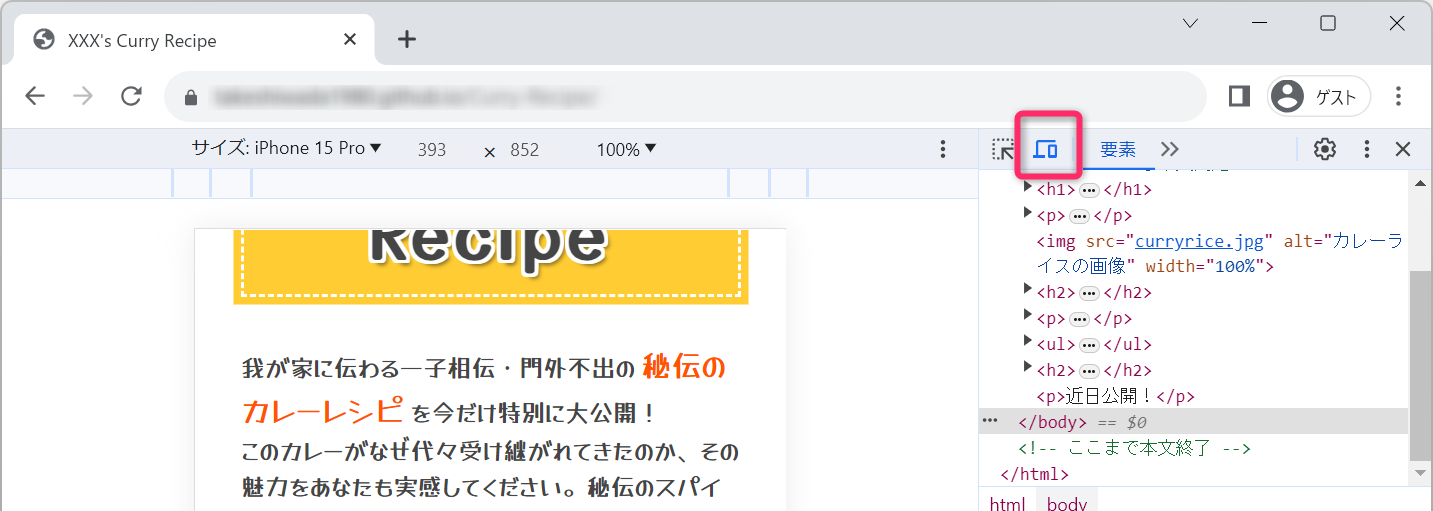 XXX's Curry Recipe
ゲスト
サイズ: iPhone 15 Pro 393 × 852 100%
要素
<h1>…</h1>
<p>…</p>
<img src="curryrice.jpg" alt="カレーラ
イスの画像" width="100%">
<h2>…</h2>
<p>…</p>
<ul>…</ul>
<h2>…</h2>
<p>近日公開！</p>
… </body> == $0
<!-- ここまで本文終了 -->
</html>
html body
Recipe
我が家に伝わる一子相伝・門外不出の 秘伝の
カレーレシピ を今だけ特別に大公開！
このカレーがなぜ代々受け継がれてきたのか、その
魅力をあなたも実感してください。秘伝のスパイ